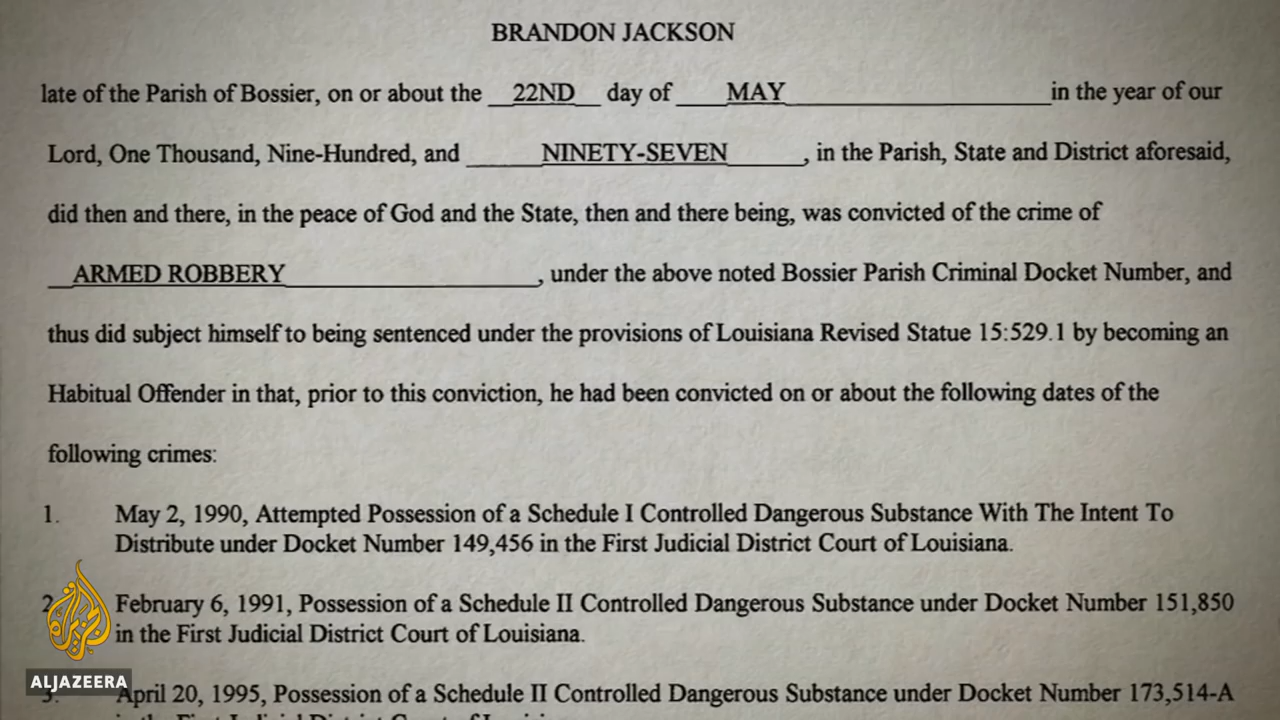 BRANDON JACKSON
late of the Parish of Bossier, on or about the 22ND day of MAY in the year of our
Lord, One Thousand, Nine-Hundred, and NINETY-SEVEN, in the Parish, State and District aforesaid,
did then and there, in the peace of God and the State, then and there being, was convicted of the crime of
ARMED ROBBERY, under the above noted Bossier Parish Criminal Docket Number, and
thus did subject himself to being sentenced under the provisions of Louisiana Revised Statue 15:529.1 by becoming an
Habitual Offender in that, prior to this conviction, he had been convicted on or about the following dates of the
following crimes:
1. May 2, 1990, Attempted Possession of a Schedule I Controlled Dangerous Substance With The Intent To
Distribute under Docket Number 149,456 in the First Judicial District Court of Louisiana.
2. February 6, 1991, Possession of a Schedule II Controlled Dangerous Substance under Docket Number 151,850
in the First Judicial District Court of Louisiana.
3. April 20, 1995, Possession of a Schedule II Controlled Dangerous Substance under Docket Number 173,514-A
in the First Judicial District Court of
الجزيرة
ALJAZEERA